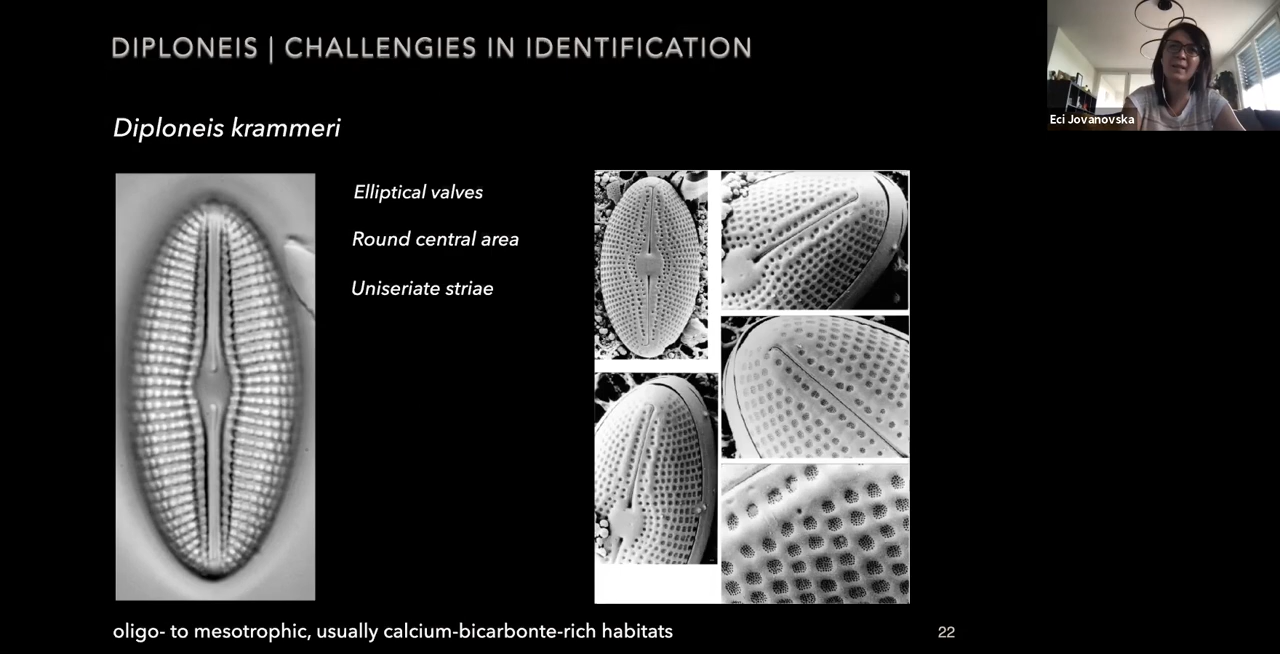 DIPLONEIS | CHALLENGIES IN IDENTIFICATION
Eci Jovanovska
Diploneis krammeri
Elliptical valves
Round central area
Uniseriate striae
oligo- to mesotrophic, usually calcium-bicarbonte-rich habitats
22